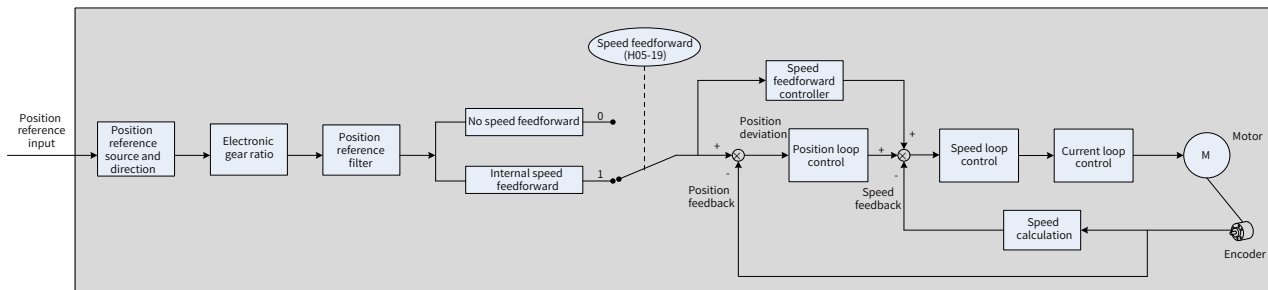 Position
reference
input
Position
reference
source and
direction
Electronic
gear ratio
Position
reference
filter
No speed feedforward
0
Internal speed
feedforward
1
Speed feedforward
(H05-19)
Speed
feedforward
controller
Position
deviation
+
-
Position
feedback
Position loop
control
+
+
-
Speed
feedback
Speed loop
control
Current loop
control
Motor
M
Speed
calculation
Encoder